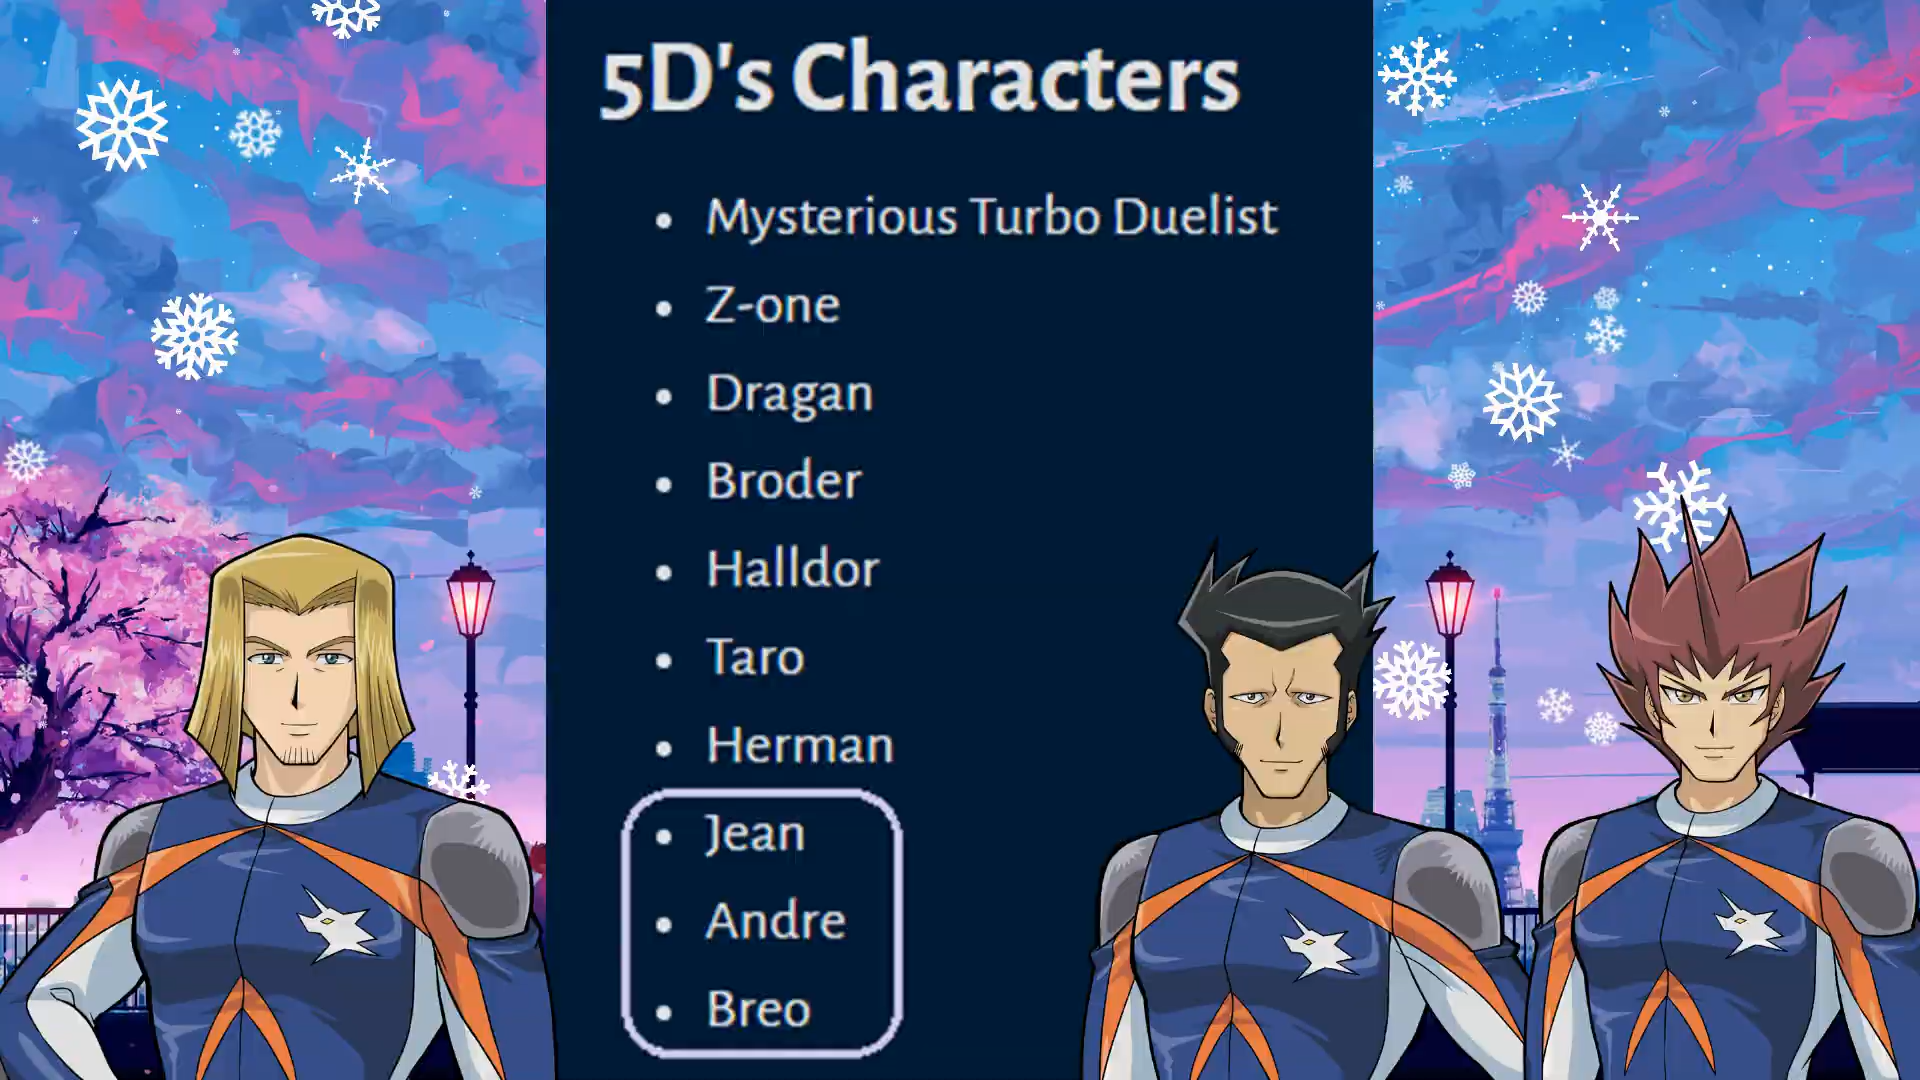 5D's Characters
• Mysterious Turbo Duelist
• Z-one
• Dragan
• Broder
• Halldor
• Taro
• Herman
• Jean
• Andre
• Breo